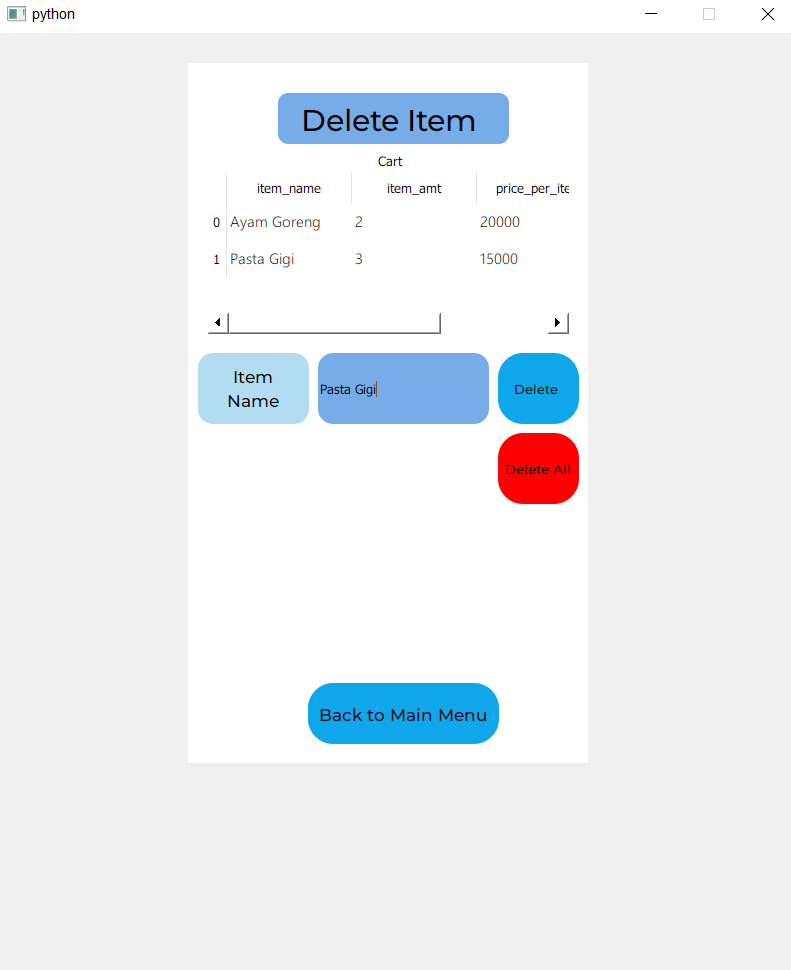 python
Delete Item
Cart
item_name item_amt price_per_ite
0 Ayam Goreng 2 20000
1 Pasta Gigi 3 15000
Item
Name
Pasta Gigi
Delete
Delete All
Back to Main Menu